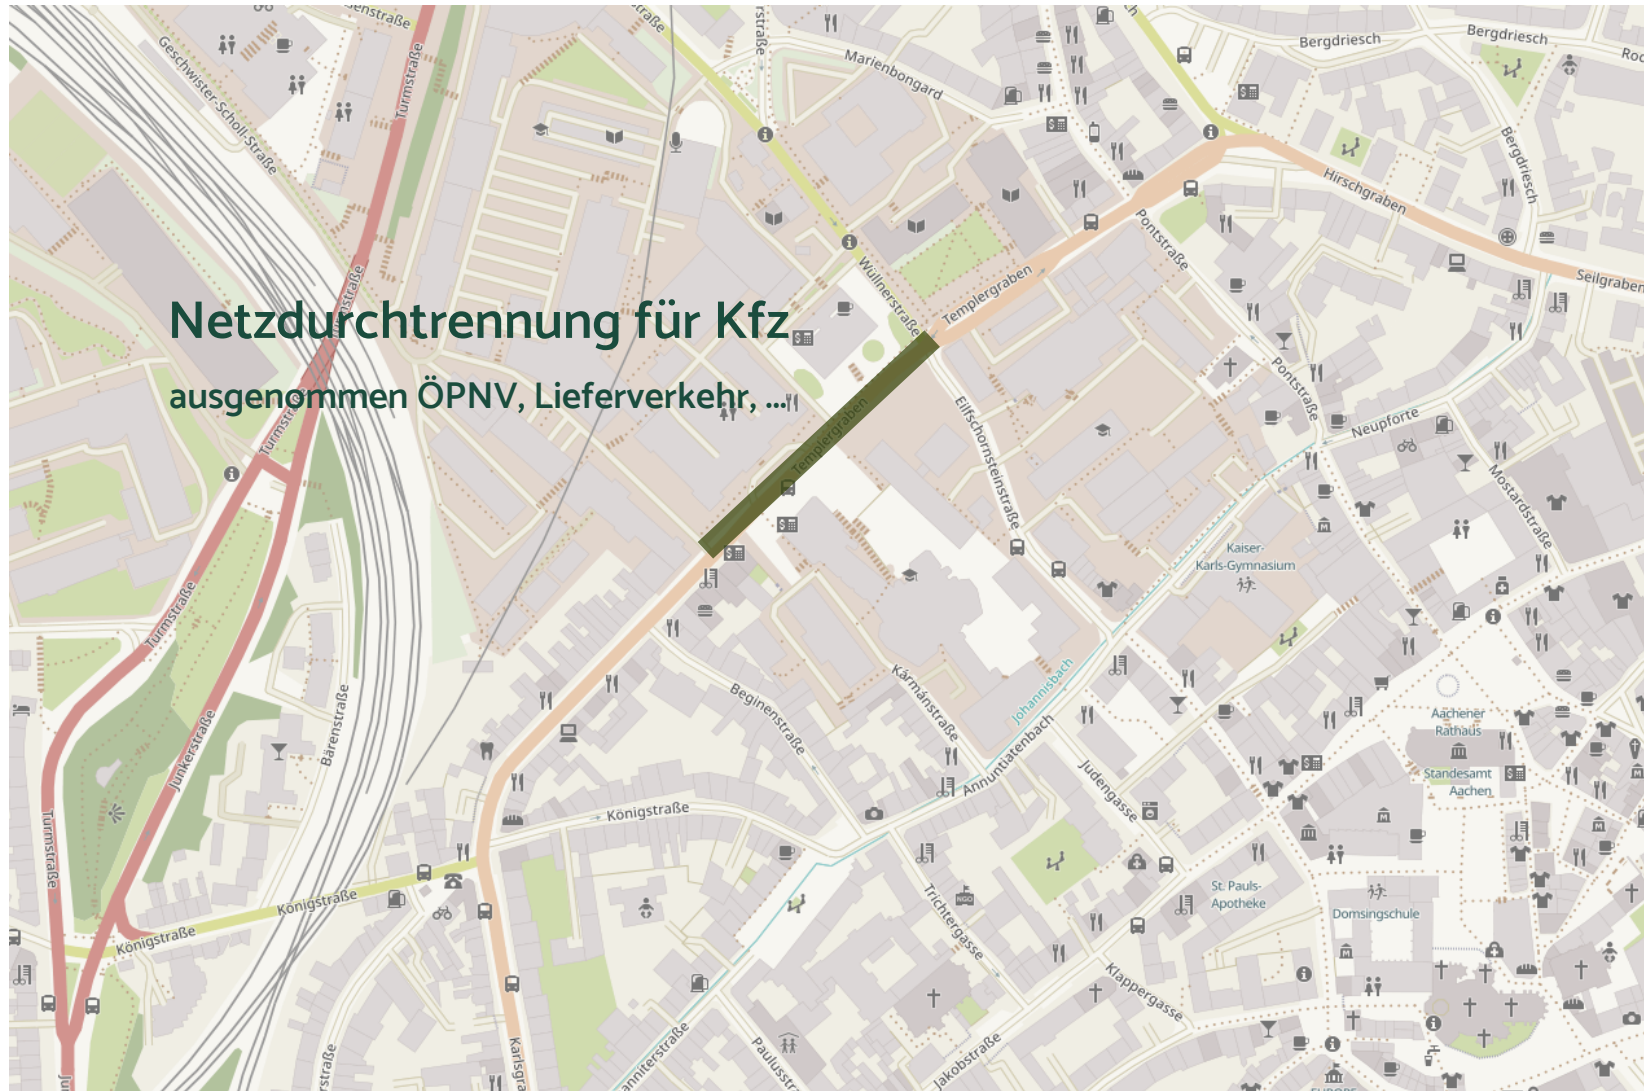 Netzdurchtrennung für Kfz
ausgenommen ÖPNV, Lieferverkehr, ...
Geschwister-Scholl-Straße
Turmstraße
Marienbongard
Bergdriesch
Bergdriesch
Bergdriesch
Hirschgraben
Seilgraben
Pontstraße
Wüllnerstraße
Templergraben
Turmstraße
Turmstraße
Templergraben
Eilfschornsteinstraße
Pontstraße
Neupforte
Mostardstraße
Kaiser-
Karls-Gymnasium
Turmstraße
Bärenstraße
Junkerstraße
Beginenstraße
Kármánstraße
Johannisbach
Annuntiatenbach
Judengasse
Aachener
Rathaus
Standesamt
Aachen
Turmstraße
Königstraße
Königstraße
Königstraße
Trichtergasse
NGO
St. Pauls-
Apotheke
Domsingschule
Klappergasse
Jakobstraße